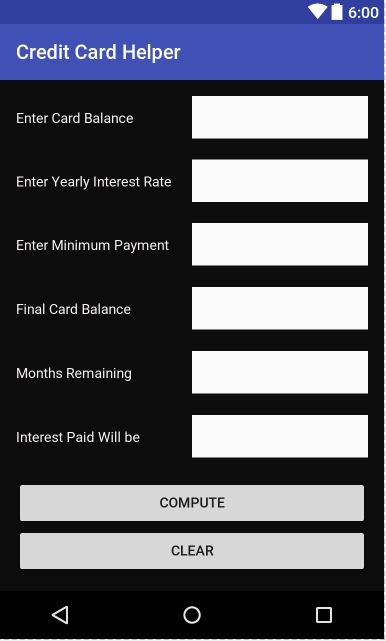 6:00
Credit Card Helper
Enter Card Balance
Enter Yearly Interest Rate
Enter Minimum Payment
Final Card Balance
Months Remaining
Interest Paid Will be
COMPUTE
CLEAR